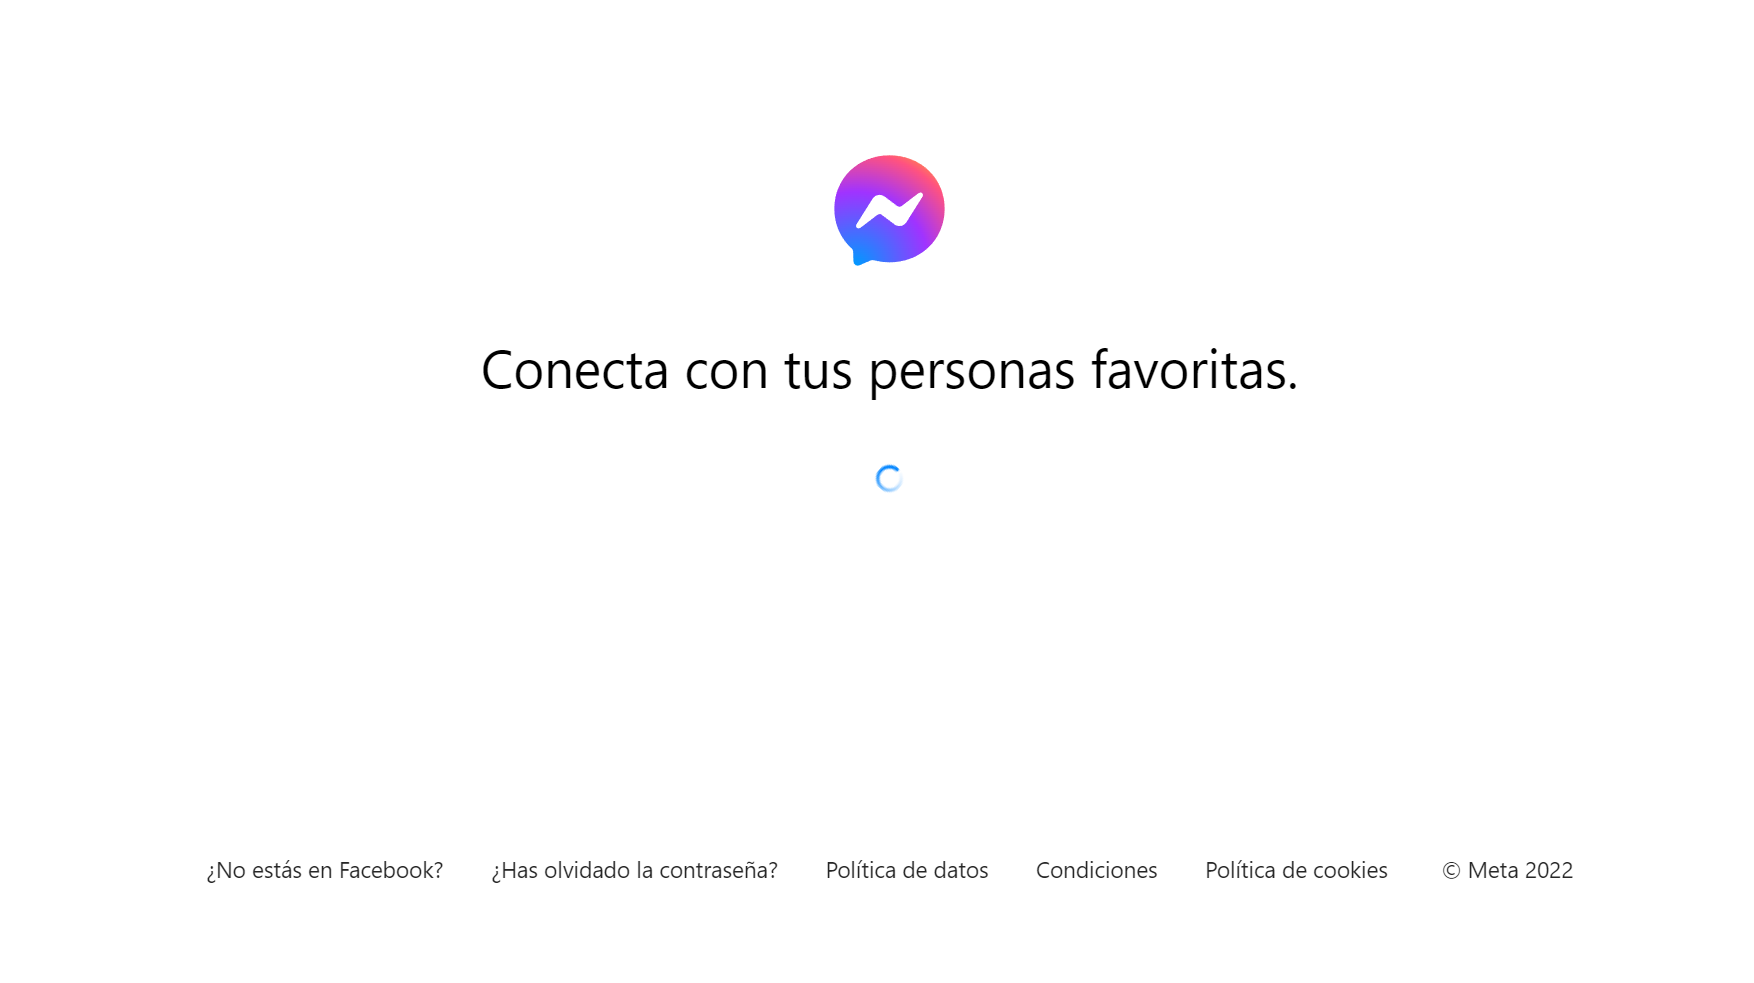 Conecta con tus personas favoritas.
¿No estás en Facebook? ¿Has olvidado la contraseña? Política de datos Condiciones Política de cookies © Meta 2022